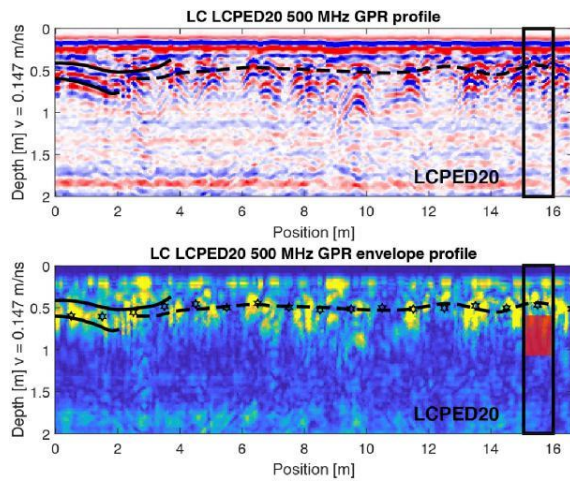 LC LCPED20 500 MHz GPR profile
0
0.5
1
1.5
2
Depth [m] v = 0.147 m/ns
LCPED20
0 2 4 6 8 10 12 14 16
Position [m]
LC LCPED20 500 MHz GPR envelope profile
0
0.5
1
1.5
2
Depth [m] v = 0.147 m/ns
LCPED20
0 2 4 6 8 10 12 14 16
Position [m]